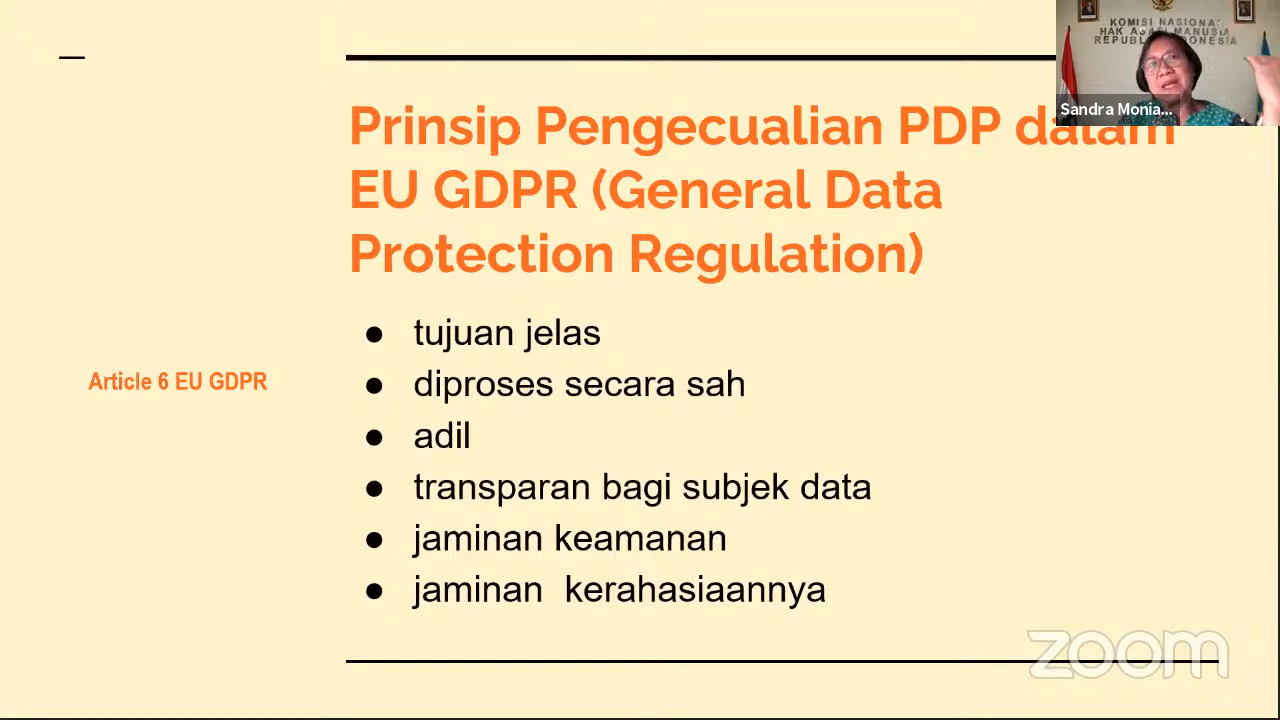 KOMISI NASIONAL
HAK ASASI MANUSIA
REPUBLIK INDONESIA
Sandra Monia...
Prinsip Pengecualian PDP dalam
EU GDPR (General Data
Protection Regulation)
Article 6 EU GDPR
● tujuan jelas
● diproses secara sah
● adil
● transparan bagi subjek data
● jaminan keamanan
● jaminan kerahasiaannya
zoom